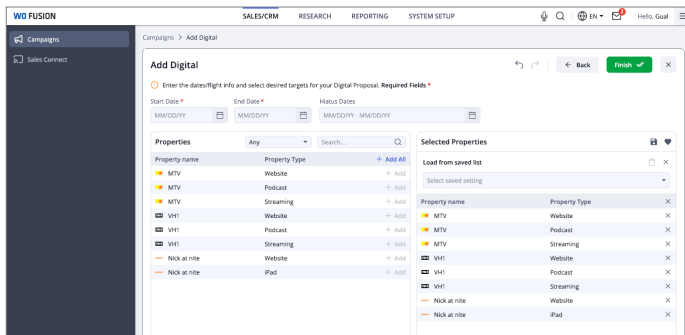 WO FUSION
SALES/CRM RESEARCH REPORTING SYSTEM SETUP
EN 3 Hello, Gual
Campaigns
Sales Connect
Campaigns > Add Digital
Add Digital
← Back
Finish
Enter the dates/flight info and select desired targets for your Digital Proposal. Required Fields *
Start Date * End Date * Hiatus Dates
MM/DD/YY MM/DD/YY MM/DD/YY - MM/DD/YY
Properties Any Search...
Property name Property Type + Add All
MTV Website + Add
MTV Podcast + Add
MTV Streaming + Add
VH1 Website + Add
VH1 Podcast + Add
VH1 Streaming + Add
Nick at nite Website + Add
Nick at nite iPad + Add
Selected Properties
Load from saved list
Select saved setting
Property name Property Type
MTV Website
MTV Podcast
MTV Streaming
VH1 Website
VH1 Podcast
VH1 Streaming
Nick at nite Website
Nick at nite iPad